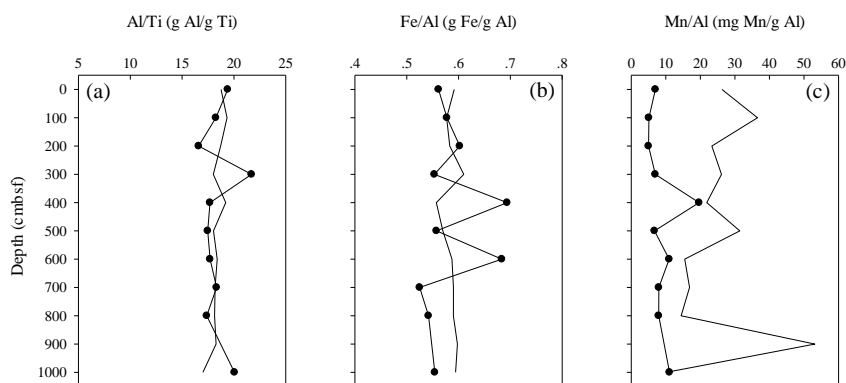 Al/Ti (g Al/g Ti) Fe/Al (g Fe/g Al) Mn/Al (mg Mn/g Al)
5 10 15 20 25 .4 .5 .6 .7 .8 0 10 20 30 40 50 60
(a) (b) (c)
Depth (cmbsf)
0
100
200
300
400
500
600
700
800
900
1000